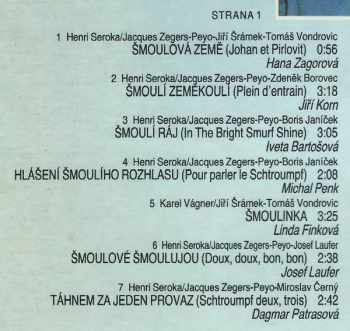 STRANA 1
1 Henri Seroka/Jacques Zegers-Peyo-Jiří Šrámek-Tomáš Vondrovic
ŠMOULOVÁ ZEMĚ (Johan et Pirlovit) 0:56
Hana Zagorová
2 Henri Seroka/Jacques Zegers-Peyo-Zdeněk Borovec
ŠMOULÍ ZEMĚKOULÍ (Plein d'entrain) 3:18
Jiří Korn
3 Henri Seroka/Jacques Zegers-Peyo-Boris Janíček
ŠMOULÍ RÁJ (In The Bright Smurf Shine) 3:05
Iveta Bartošová
4 Henri Seroka/Jacques Zegers-Peyo-Boris Janíček
HLÁŠENÍ ŠMOULÍHO ROZHLASU (Pour parler le Schtroumpf) 2:08
Michal Penk
5 Karel Vágner/Jiří Šrámek-Tomáš Vondrovic
ŠMOULINKA 3:25
Linda Finková
6 Henri Seroka/Jacques Zegers-Peyo-Josef Laufer
ŠMOULOVÉ ŠMOULUJOU (Doux, doux, bon, bon) 2:38
Josef Laufer
7 Henri Seroka/Jacques Zegers-Peyo-Miroslav Černý
TÁHNEM ZA JEDEN PROVAZ (Schtroumpf deux, trois) 2:42
Dagmar Patrasová